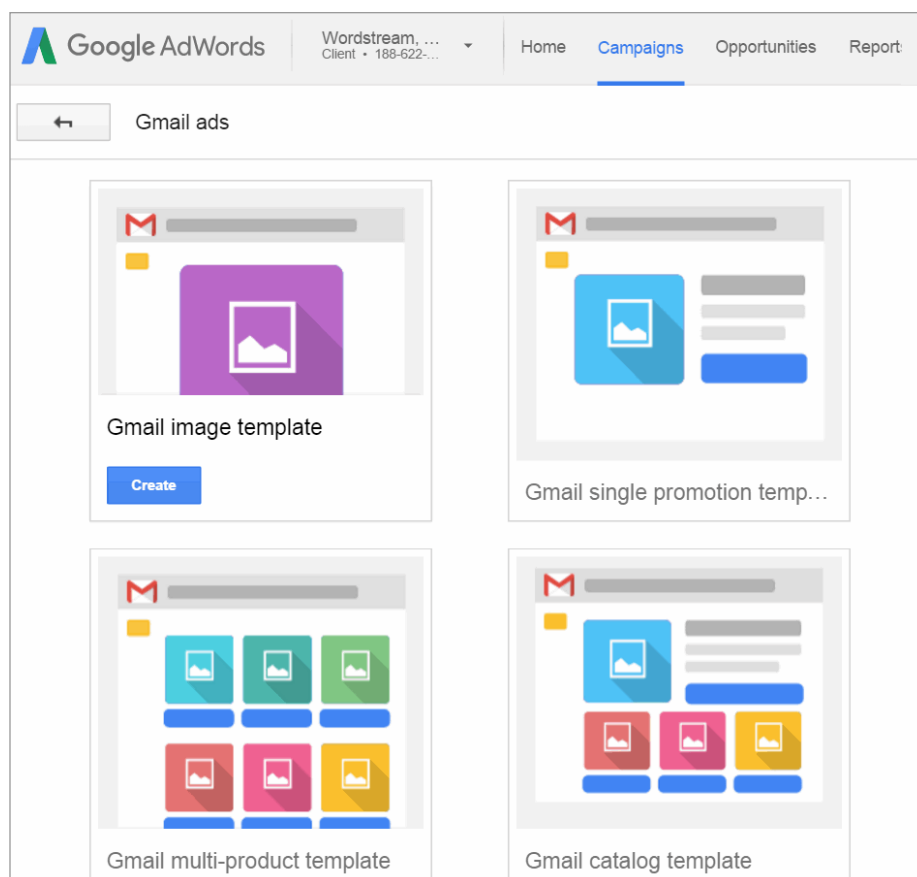 Google AdWords
Wordstream, ...
Client • 188-622-...
Home
Campaigns
Opportunities
Report
Gmail ads
Gmail image template
Create
Gmail single promotion temp...
Gmail multi-product template
Gmail catalog template